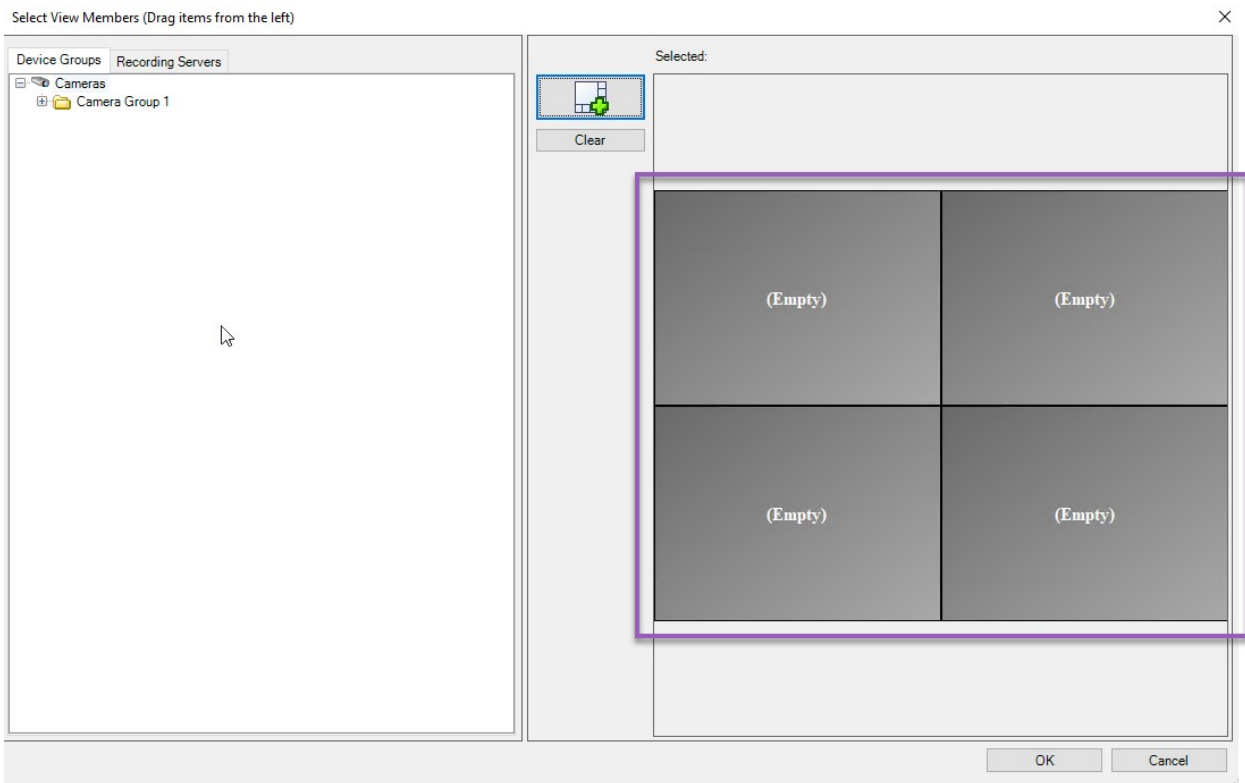 Select View Members (Drag items from the left)
Device Groups
Recording Servers
Cameras
Camera Group 1
Selected:
Clear
(Empty)
(Empty)
(Empty)
(Empty)
OK
Cancel